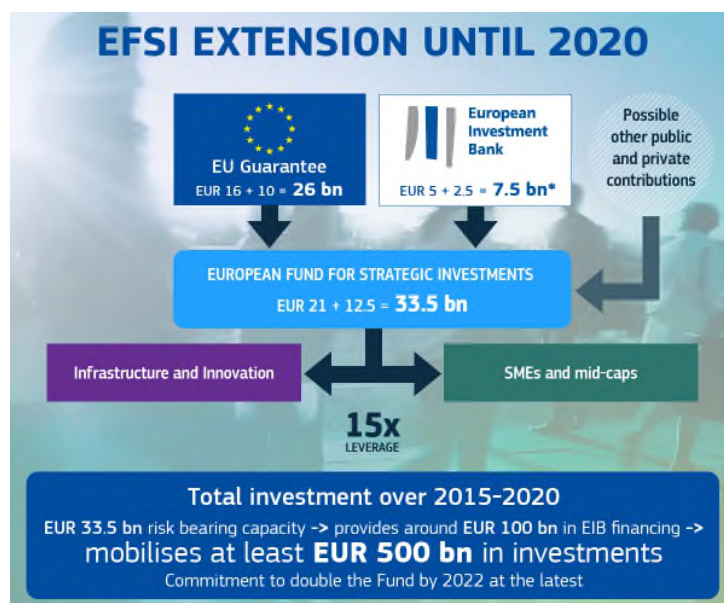 EFSI EXTENSION UNTIL 2020
EU Guarantee
EUR 16 + 10 = 26 bn
European
Investment
Bank
EUR 5 + 2.5 = 7.5 bn*
Possible
other public
and private
contributions
EUROPEAN FUND FOR STRATEGIC INVESTMENTS
EUR 21 + 12.5 = 33.5 bn
Infrastructure and Innovation
SMEs and mid-caps
15x
LEVERAGE
Total investment over 2015-2020
EUR 33.5 bn risk bearing capacity -> provides around EUR 100 bn in EIB financing ->
mobilises at least EUR 500 bn in investments
Commitment to double the Fund by 2022 at the latest